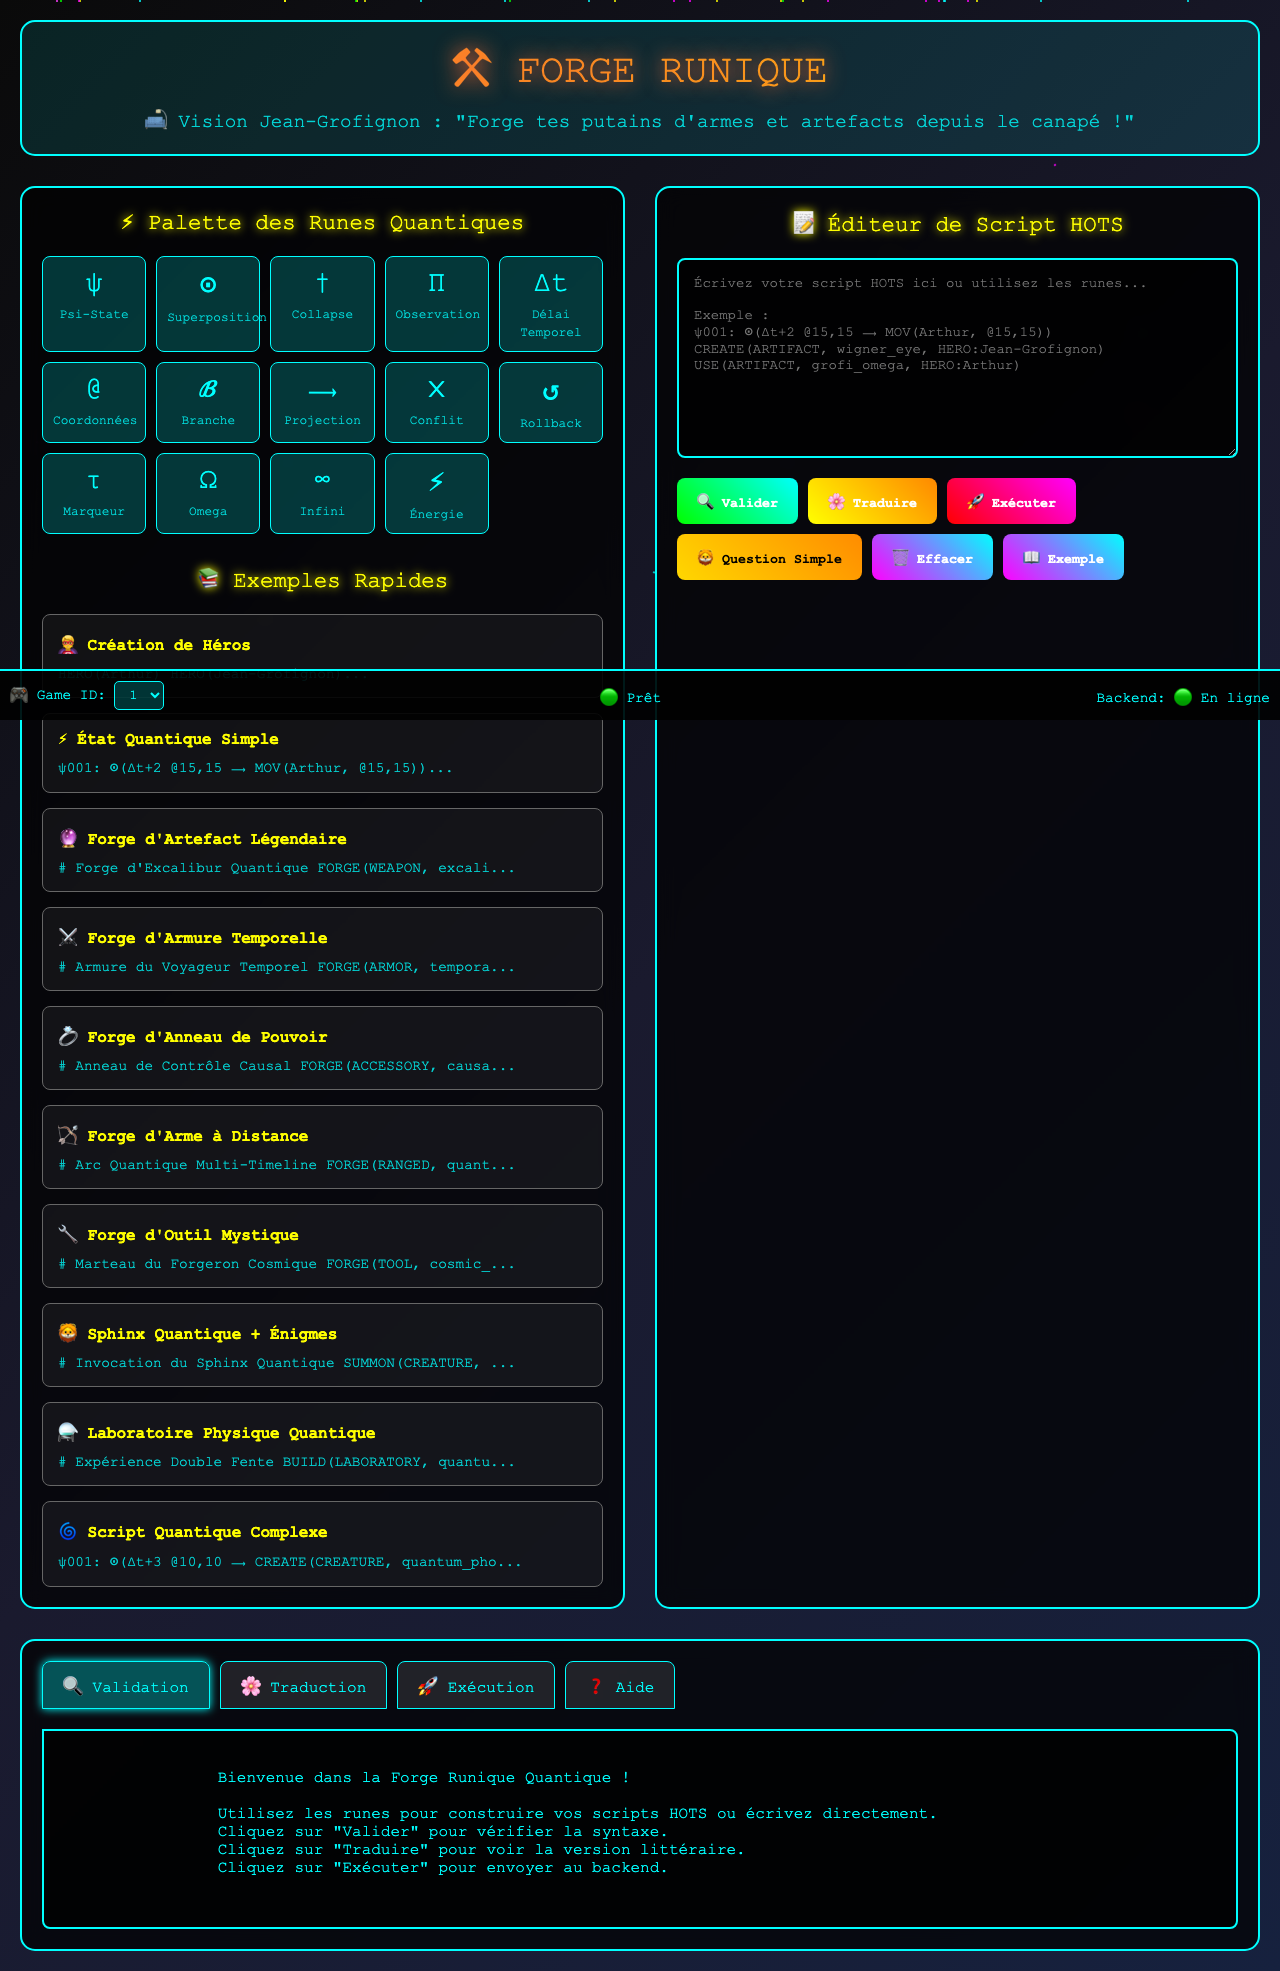 ⚒ FORGE RUNIQUE
🛋️ Vision Jean-Grofignon : "Forge tes putains d'armes et artefacts depuis le canapé !"
⚡ Palette des Runes Quantiques
ψ
Psi-State
⊙
Superposition
†
Collapse
Π
Observation
Δt
Délai
Temporel
@
Coordonnées
ℬ
Branche
⟶
Projection
X
Conflit
↺
Rollback
τ
Marqueur
Ω
Omega
∞
Infini
⚡
Énergie
📚 Exemples Rapides
🦸 Création de Héros
⚡ État Quantique Simple
ψ001: ⊙(Δt+2 @15,15 ⟶ MOV(Arthur, @15,15))...
🔮 Forge d'Artefact Légendaire
# Forge d'Excalibur Quantique FORGE(WEAPON, excali...
⚔️ Forge d'Armure Temporelle
# Armure du Voyageur Temporel FORGE(ARMOR, tempora...
💍 Forge d'Anneau de Pouvoir
# Anneau de Contrôle Causal FORGE(ACCESSORY, causa...
🏹 Forge d'Arme à Distance
# Arc Quantique Multi-Timeline FORGE(RANGED, quant...
🔧 Forge d'Outil Mystique
# Marteau du Forgeron Cosmique FORGE(TOOL, cosmic_...
🦁 Sphinx Quantique + Énigmes
# Invocation du Sphinx Quantique SUMMON(CREATURE, ...
⚗️ Laboratoire Physique Quantique
# Expérience Double Fente BUILD(LABORATORY, quantu...
🌀 Script Quantique Complexe
ψ001: ⊙(Δt+3 @10,10 ⟶ CREATE(CREATURE, quantum_pho...
📝 Éditeur de Script HOTS
Écrivez votre script HOTS ici ou utilisez les runes...
Exemple :
ψ001: ⊙(Δt+2 @15,15 ⟶ MOV(Arthur, @15,15))
CREATE(ARTIFACT, wigner_eye, HERO:Jean-Grofignon)
USE(ARTIFACT, grofi_omega, HERO:Arthur)
🔍 Valider 🌸 Traduire 🚀 Exécuter
🦁 Question Simple 🗑️ Effacer 📖 Exemple
🎮 Game ID: 1 🟢 Prêt Backend: 🟢 En ligne
🔍 Validation 🌸 Traduction 🚀 Exécution ❓ Aide
Bienvenue dans la Forge Runique Quantique !
Utilisez les runes pour construire vos scripts HOTS ou écrivez directement.
Cliquez sur "Valider" pour vérifier la syntaxe.
Cliquez sur "Traduire" pour voir la version littéraire.
Cliquez sur "Exécuter" pour envoyer au backend.